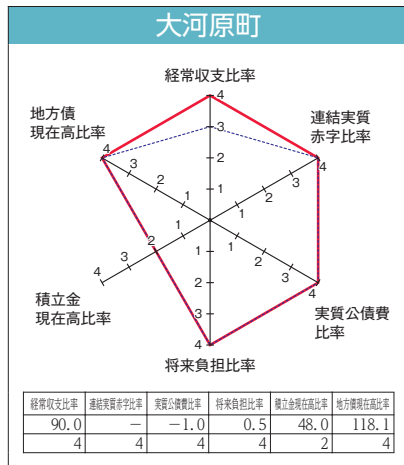 大河原町
経常収支比率
地方債
現在高比率
連結実質
赤字比率
4
3
2
1
4
3
2
1
4
3
2
1
4
3
2
1
1
2
3
4
1
2
3
4
積立金
現在高比率
実質公債費
比率
将来負担比率
経常収支比率 連結実質赤字比率 実質公債費比率 将来負担比率 積立金現在高比率 地方債現在高比率
90.0 － －1.0 0.5 48.0 118.1
4 4 4 4 2 4